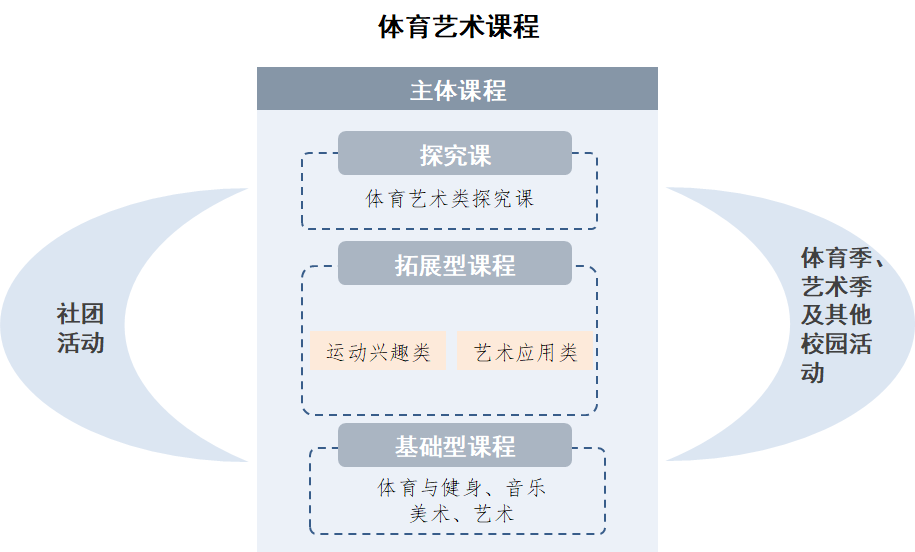 体育艺术课程
主体课程
探究课
体育艺术类探究课
拓展型课程
运动兴趣类
艺术应用类
基础型课程
体育与健身、音乐
美术、艺术
社团
活动
体育季、
艺术季
及其他
校园活
动